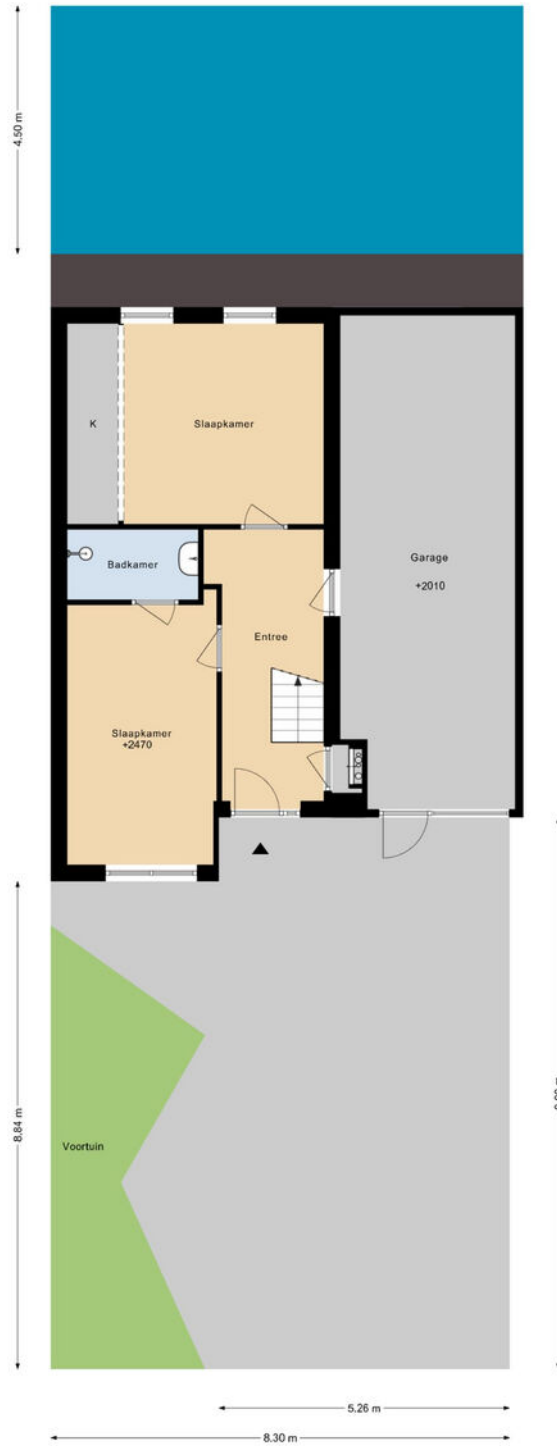 4.50 m
K
Slaapkamer
Badkamer
Garage
+2010
Entree
Slaapkamer
+2470
8.84 m
Voortuin
5.26 m
8.30 m